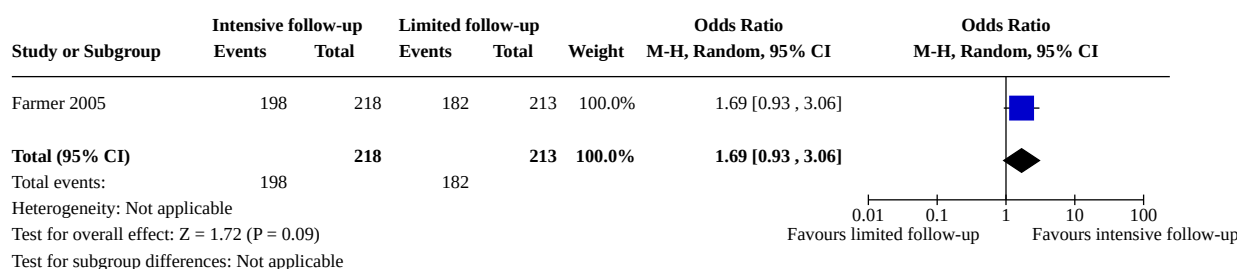 Intensive follow-up Limited follow-up Odds Ratio Odds Ratio
Study or Subgroup Events Total Events Total Weight M-H, Random, 95% CI M-H, Random, 95% CI
Farmer 2005 198 218 182 213 100.0% 1.69 [0.93 , 3.06]
Total (95% CI) 218 213 100.0% 1.69 [0.93 , 3.06]
Total events: 198 182
Heterogeneity: Not applicable
0.01 0.1 1 10 100
Test for overall effect: Z = 1.72 (P = 0.09) Favours limited follow-up Favours intensive follow-up
Test for subgroup differences: Not applicable